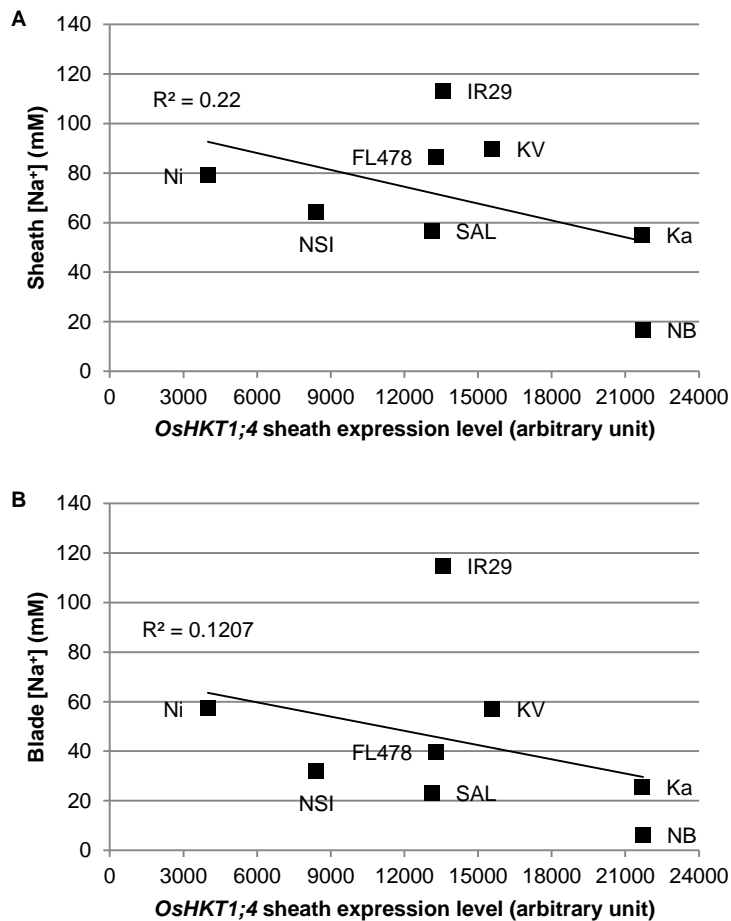 A
140
120
100
80
60
40
20
0
Sheath [Na⁺] (mM)
R² = 0.22
IR29
KV
FL478
Ni
NSI
SAL
Ka
NB
0 3000 6000 9000 12000 15000 18000 21000 24000
OsHKT1;4 sheath expression level (arbitrary unit)
B
140
120
100
80
60
40
20
0
Blade [Na⁺] (mM)
R² = 0.1207
IR29
Ni
KV
FL478
NSI
SAL
Ka
NB
0 3000 6000 9000 12000 15000 18000 21000 24000
OsHKT1;4 sheath expression level (arbitrary unit)